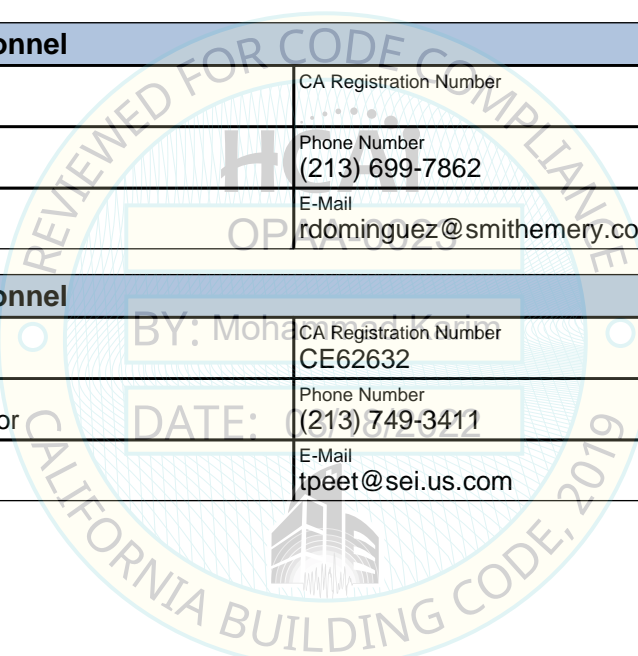 onnel
CA Registration Number
Phone Number
(213) 699-7862
E-Mail
rdominguez@smithemery.co
onnel
CA Registration Number
CE62632
or
Phone Number
(213) 749-3411
E-Mail
tpeet@sei.us.com
REVIEWED FOR CODE COMPLIANCE
HCAI
OPAA-0023
BY: Mohammad Karim
DATE:
CALIFORNIA BUILDING CODE, 2019